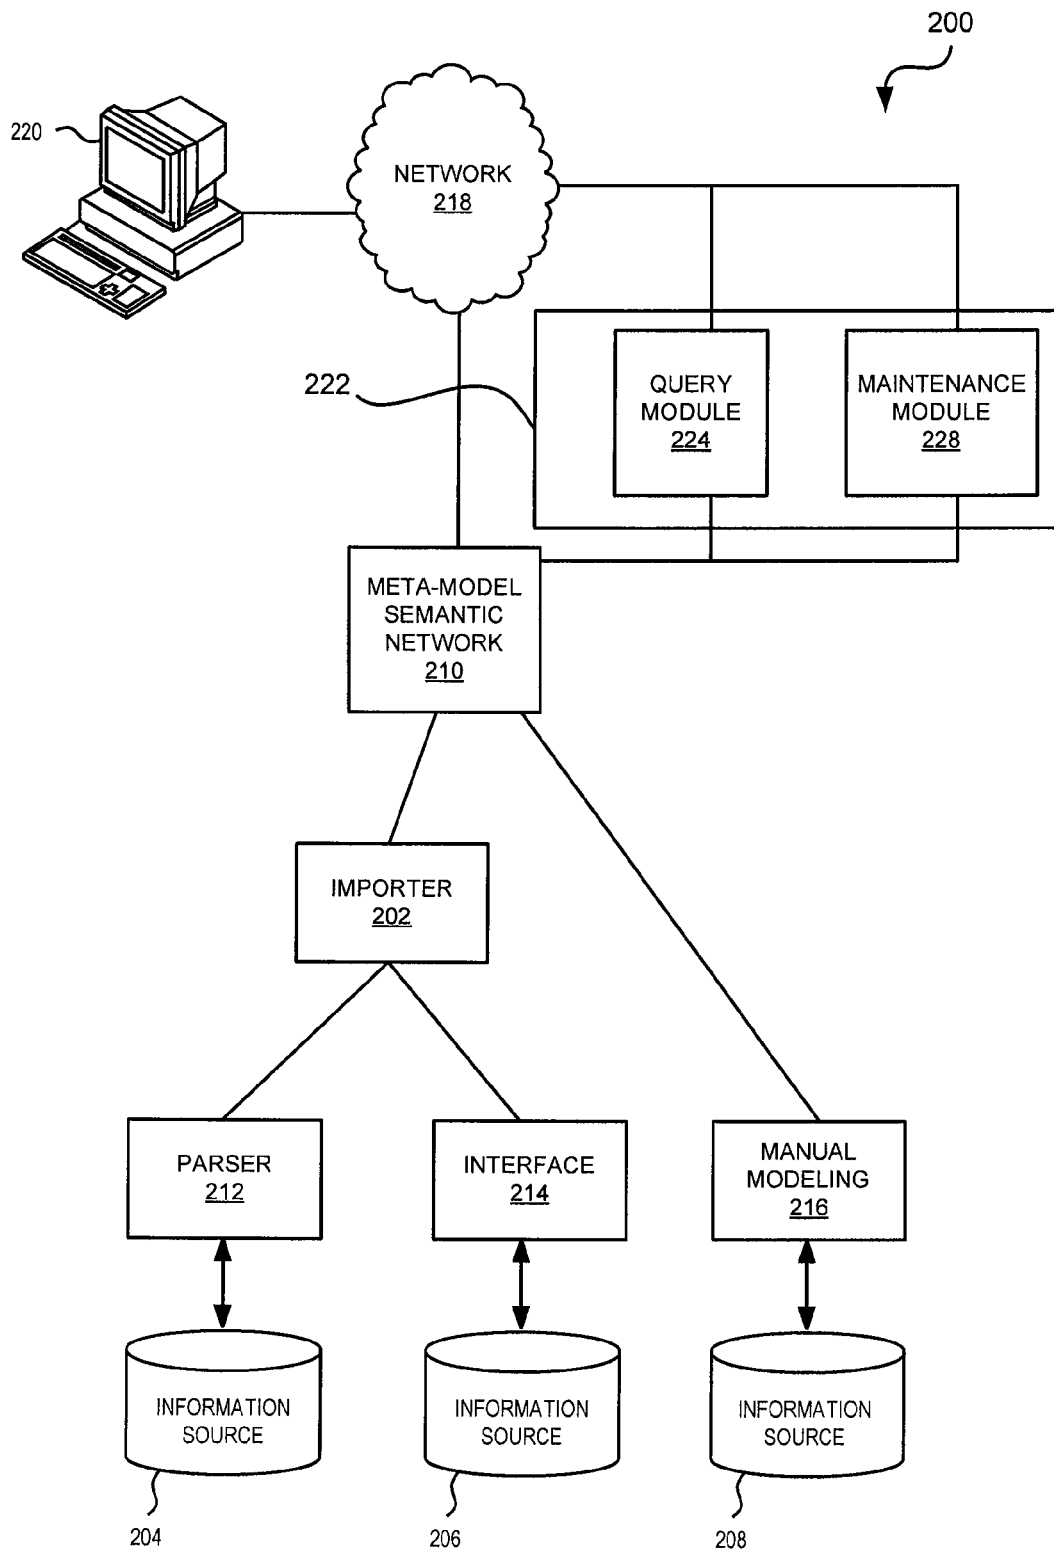 200
220
NETWORK
218
222
QUERY
MODULE
224
MAINTENANCE
MODULE
228
META-MODEL
SEMANTIC
NETWORK
210
IMPORTER
202
PARSER
212
INTERFACE
214
MANUAL
MODELING
216
INFORMATION
SOURCE
INFORMATION
SOURCE
INFORMATION
SOURCE
204
206
208